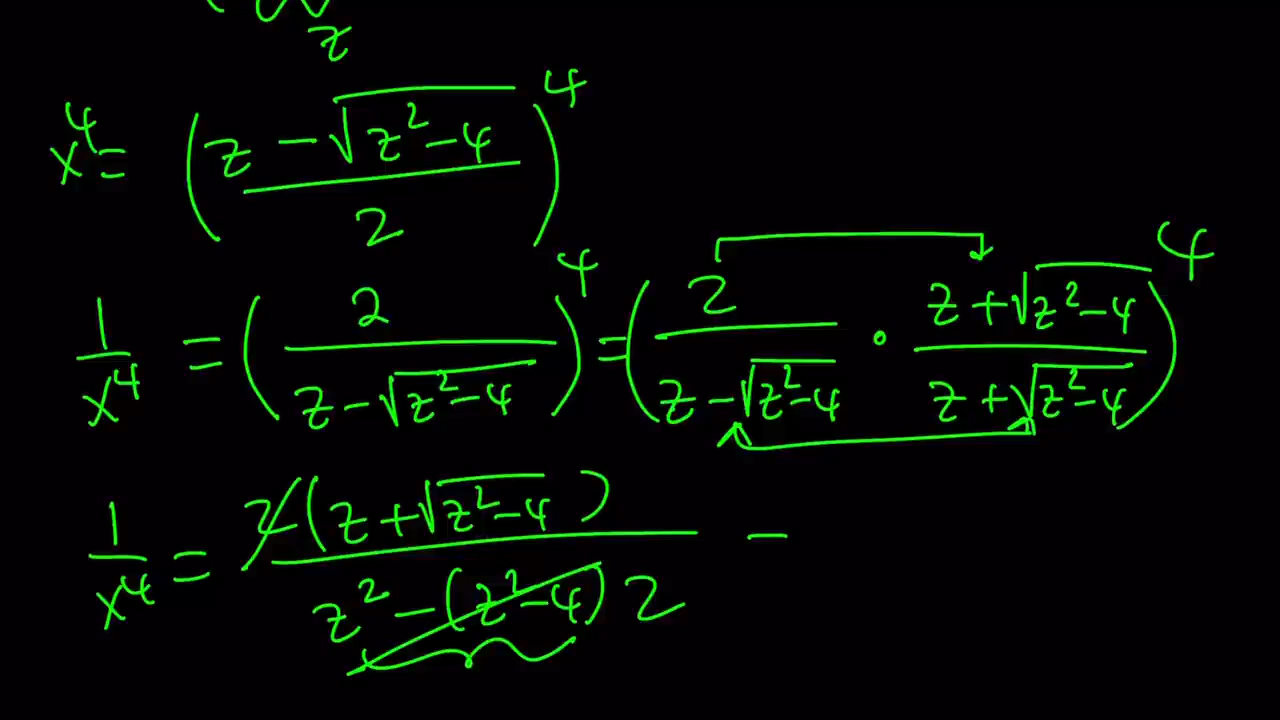 z
x⁴ = ((z − √(z² − 4))/2)⁴
1/x⁴ = (2/(z − √(z² − 4)))⁴ = (2/(z − √(z² − 4)) · (z + √(z² − 4))/(z + √(z² − 4)))⁴
1/x⁴ = 2(z + √(z² − 4))/(z² − (z² − 4)) 2 −